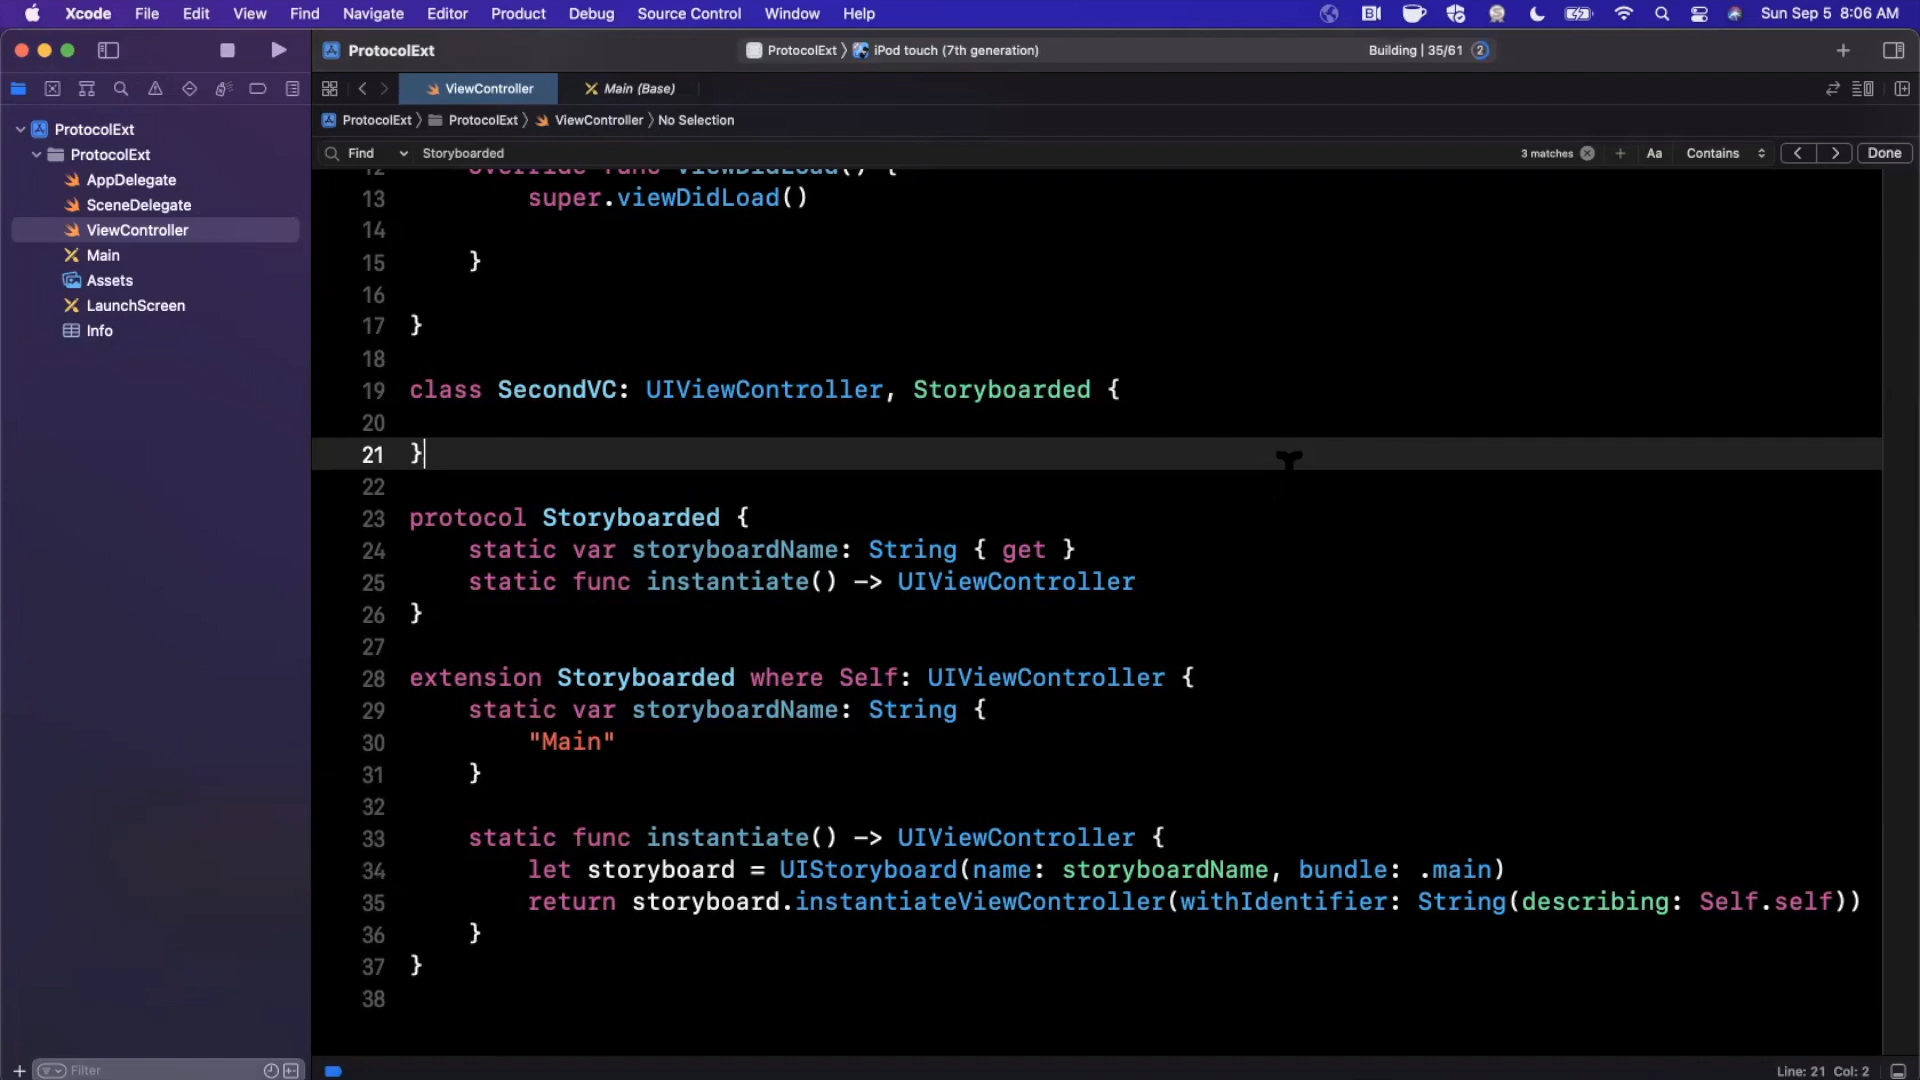 Xcode File Edit View Find Navigate Editor Product Debug Source Control Window Help Sun Sep 5 8:06 AM
ProtocolExt
ProtocolExt iPod touch (7th generation)
Building | 35/61 2
ViewController
Main (Base)
ProtocolExt ProtocolExt ViewController No Selection
Find Storyboarded 3 matches Aa Contains Done
ProtocolExt
ProtocolExt
AppDelegate
SceneDelegate
ViewController
Main
Assets
LaunchScreen
Info
Filter
12 override func viewDidLoad() {
13 super.viewDidLoad()
14
15 }
16
17 }
18
19 class SecondVC: UIViewController, Storyboarded {
20
21 }
22
23 protocol Storyboarded {
24 static var storyboardName: String { get }
25 static func instantiate() -> UIViewController
26 }
27
28 extension Storyboarded where Self: UIViewController {
29 static var storyboardName: String {
30 "Main"
31 }
32
33 static func instantiate() -> UIViewController {
34 let storyboard = UIStoryboard(name: storyboardName, bundle: .main)
35 return storyboard.instantiateViewController(withIdentifier: String(describing: Self.self))
36 }
37 }
38
Line: 21 Col: 2